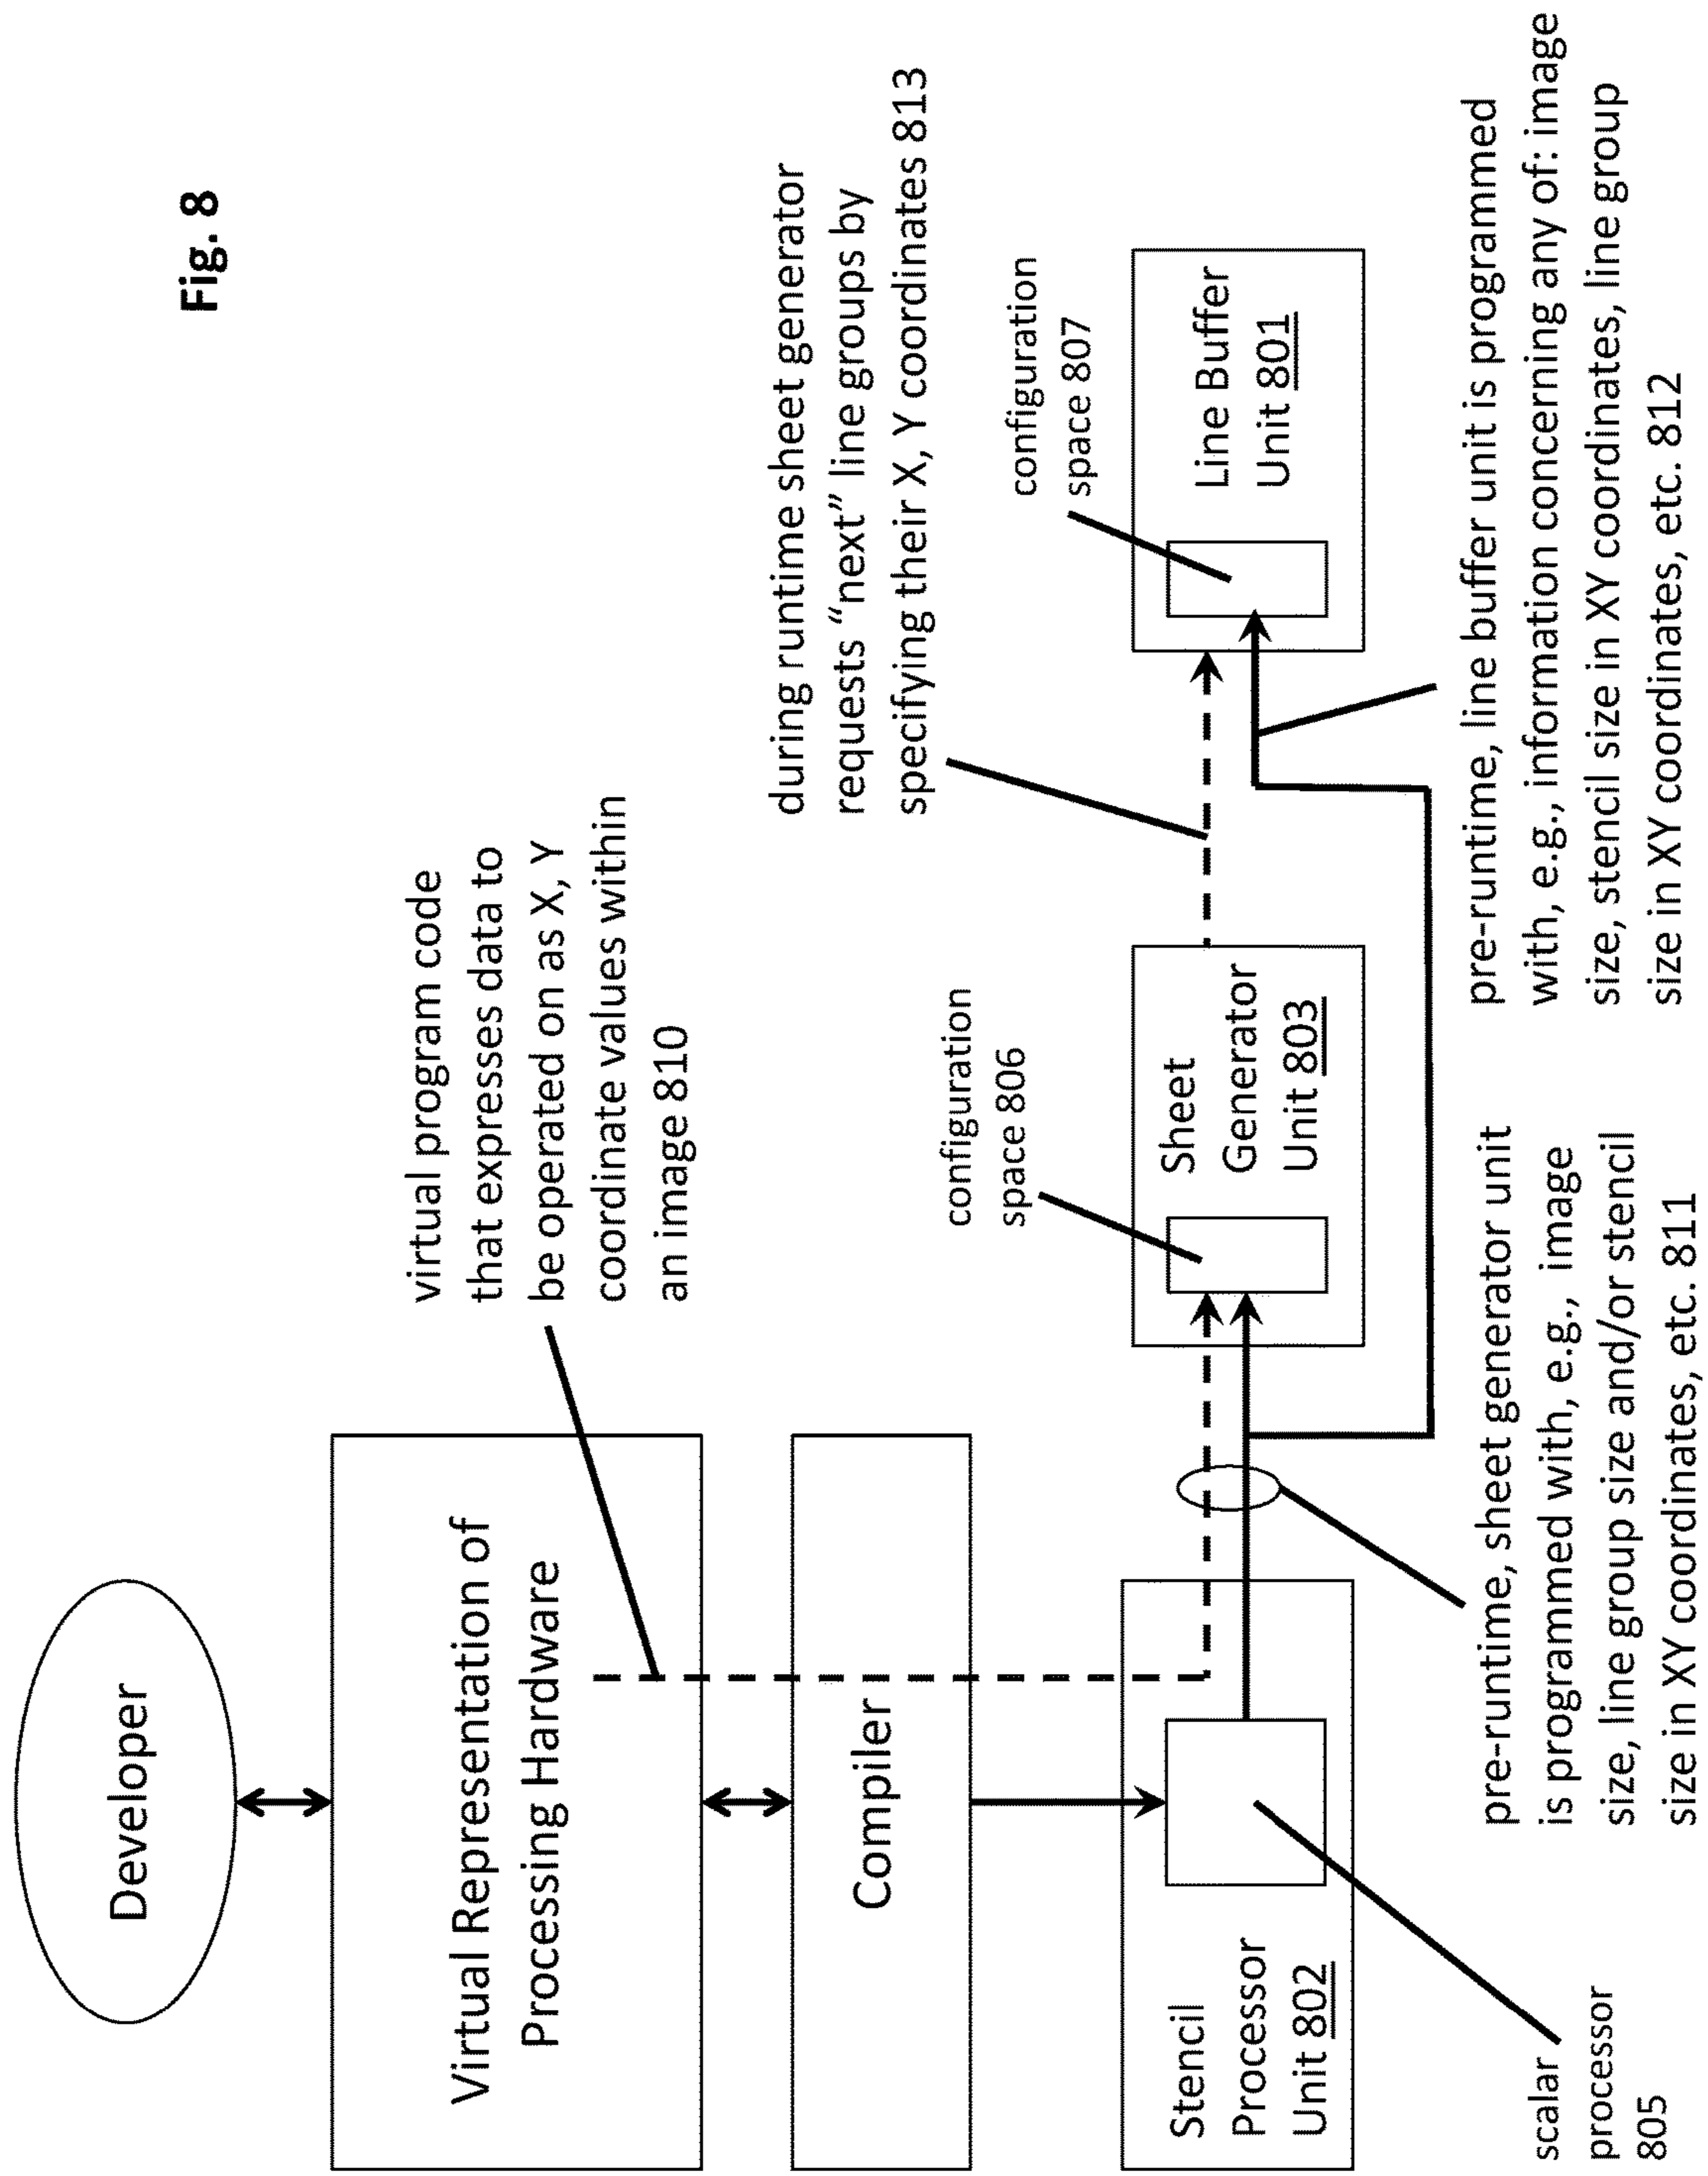 Fig. 8
Developer
Virtual Representation of
Processing Hardware
virtual program code
that expresses data to
be operated on as X, Y
coordinate values within
an image 810
Compiler
during runtime sheet generator
requests “next” line groups by
specifying their X, Y coordinates 813
configuration
space 806
configuration
space 807
Stencil
Processor
Unit 802
Sheet
Generator
Unit 803
Line Buffer
Unit 801
scalar
processor
805
pre-runtime, sheet generator unit
is programmed with, e.g., image
size, line group size and/or stencil
size in XY coordinates, etc. 811
pre-runtime, line buffer unit is programmed
with, e.g., information concerning any of: image
size, stencil size in XY coordinates, line group
size in XY coordinates, etc. 812